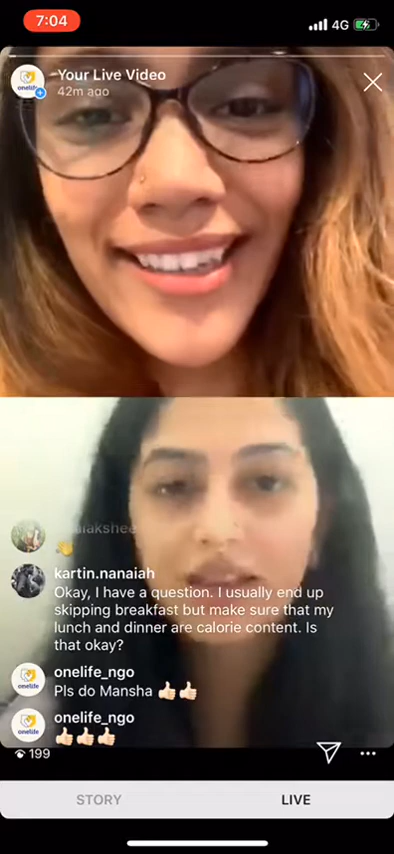 7:04
4G
onelife
Your Live Video
42m ago
kartin.nanaiah
Okay, I have a question. I usually end up
skipping breakfast but make sure that my
lunch and dinner are calorie content. Is
that okay?
onelife_ngo
onelife
Pls do Mansha 👍🏻👍🏻
onelife_ngo
onelife
👍🏻👍🏻👍🏻
199
STORY
LIVE